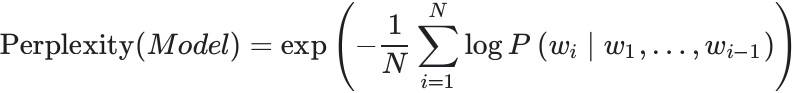 Perplexity(Model) = exp ( − 1/N ∑_{i=1}^{N} log P (w_i | w_1, . . . , w_{i−1}) )